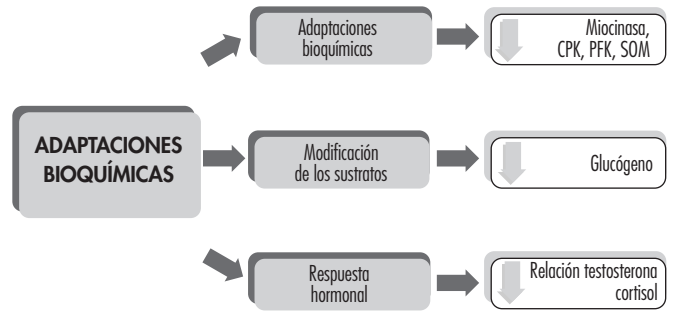 Adaptaciones
bioquímicas
Miocinasa,
CPK, PFK, SOM
ADAPTACIONES
BIOQUÍMICAS
Modificación
de los sustratos
Glucógeno
Respuesta
hormonal
Relación testosterona
cortisol